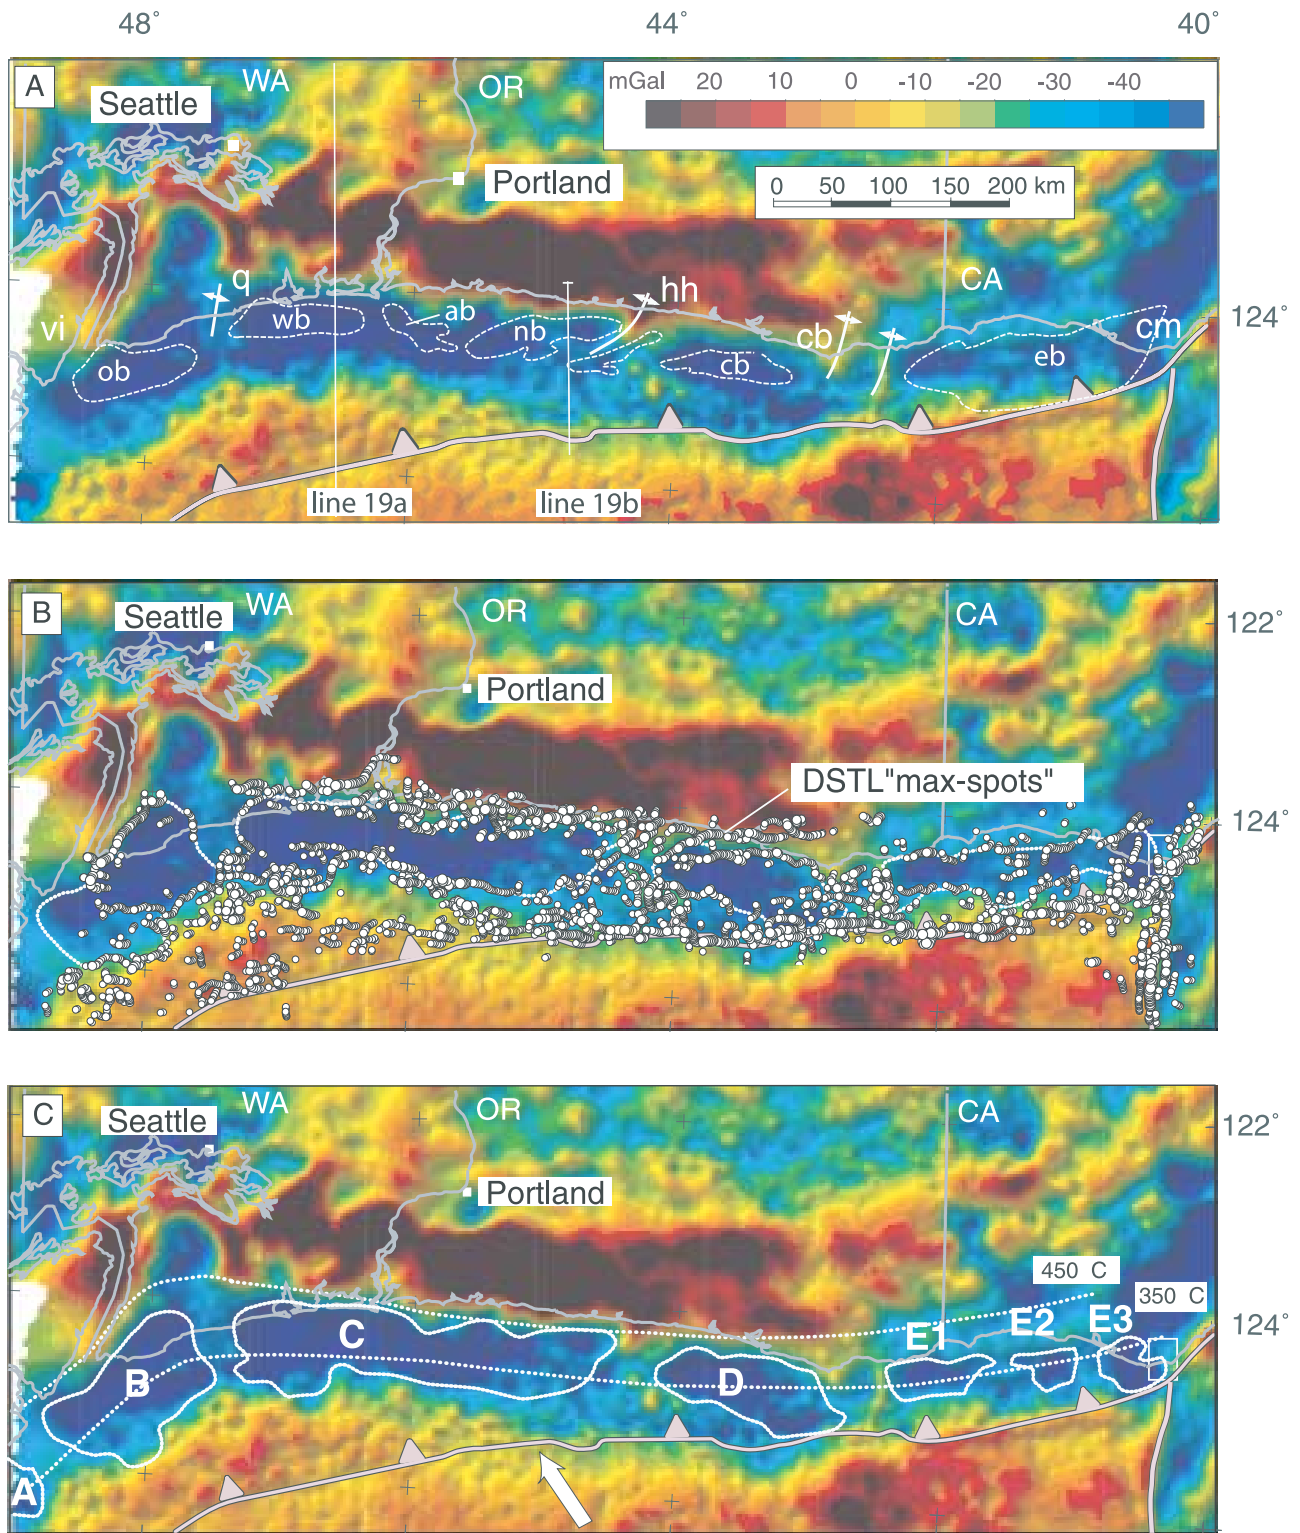 48° 44° 40°
A WA OR mGal 20 10 0 -10 -20 -30 -40
Seattle
Portland
0 50 100 150 200 km
CA
q hh
vi wb ab nb cb cm 124°
ob cb eb
line 19a line 19b
B WA OR CA 122°
Seattle
Portland
DSTL"max-spots"
124°
C WA OR CA 122°
Seattle
Portland
450 C
350 C
E1 E2 E3 124°
C
B D
A